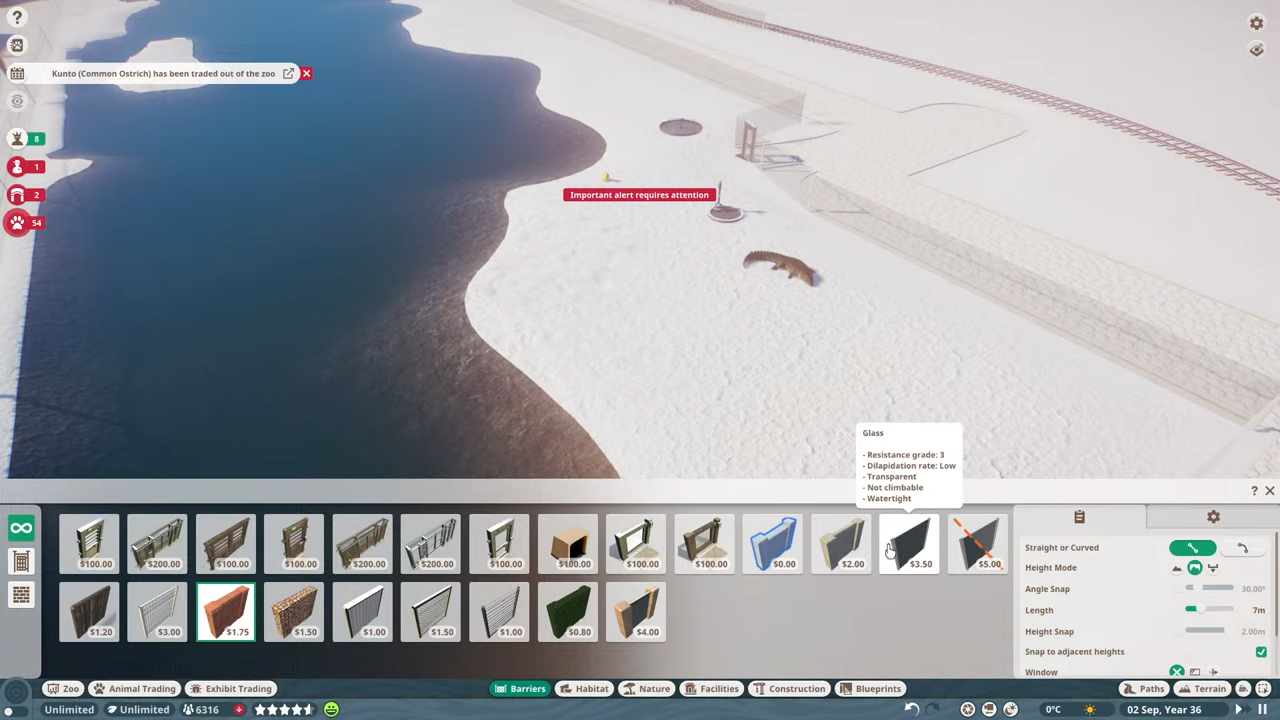 ?
Kunto (Common Ostrich) has been traded out of the zoo
8
1
2
54
Important alert requires attention
Glass
- Resistance grade: 3
- Dilapidation rate: Low
- Transparent
- Not climbable
- Watertight
?
$100.00 $200.00 $100.00 $100.00 $200.00 $200.00 $100.00 $100.00 $100.00 $100.00 $0.00 $2.00 $3.50 $5.00
$1.20 $3.00 $1.75 $1.50 $1.00 $1.50 $1.00 $0.80 $4.00
Straight or Curved
Height Mode
Angle Snap 30.00°
Length 7m
Height Snap 2.00m
Snap to adjacent heights
Window
Zoo Animal Trading Exhibit Trading Barriers Habitat Nature Facilities Construction Blueprints Paths Terrain
Unlimited Unlimited 6316 0°C 02 Sep, Year 36